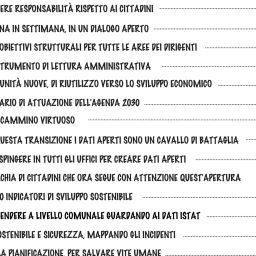 ERE RESPONSABILITÀ RISPETTO AI CITTADINI
NA IN SETTIMANA, IN UN DIALOGO APERTO
OBIETTIVI STRUTTURALI PER TUTTE LE AREE DEI DIRIGENTI
TRUMENTO DI LETTURA AMMINISTRATIVA
UNITÀ NUOVE, DI RIUTILIZZO VERSO LO SVILUPPO ECONOMICO
ARIO DI ATTUAZIONE DELL'AGENDA 2030
CAMMINO VIRTUOSO
UESTA TRANSIZIONE I DATI APERTI SONO UN CAVALLO DI BATTAGLIA
SPINGERE IN TUTTI GLI UFFICI PER CREARE DATI APERTI
CHIA DI CITTADINI CHE ORA SEGUE CON ATTENZIONE QUEST'APERTURA
O INDICATORI DI SVILUPPO SOSTENIBILE
ENDERE A LIVELLO COMUNALE GUARDANDO AI DATI ISTAT
OSTENIBILE E SICUREZZA, MAPPANDO GLI INCIDENTI
LA PIANIFICAZIONE, PER SALVARE VITE UMANE